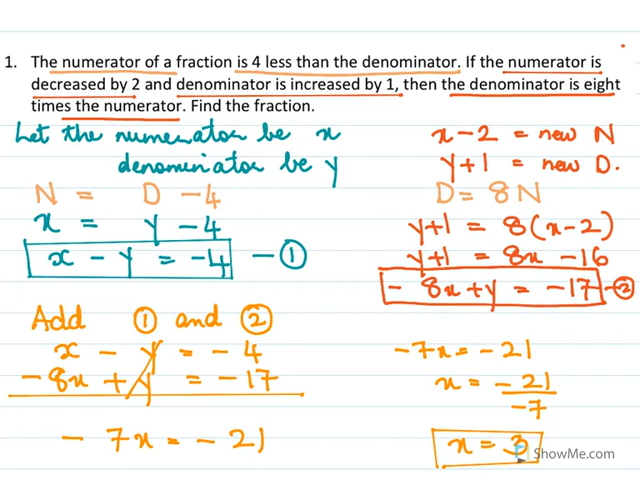 1. The numerator of a fraction is 4 less than the denominator. If the numerator is
decreased by 2 and denominator is increased by 1, then the denominator is eight
times the numerator. Find the fraction.
Let the numerator be x
denominator be y
N = D - 4
x = y - 4
x - y = -4 - ①
x - 2 = new N
y + 1 = new D.
D = 8N
y+1 = 8(x-2)
y+1 = 8x - 16
- 8x + y = -17 - ②
Add ① and ②
x - y = - 4
- 8x + y = - 17
- 7x = - 21
-7x = - 21
x = - 21
-7
x = 3
ShowMe.com